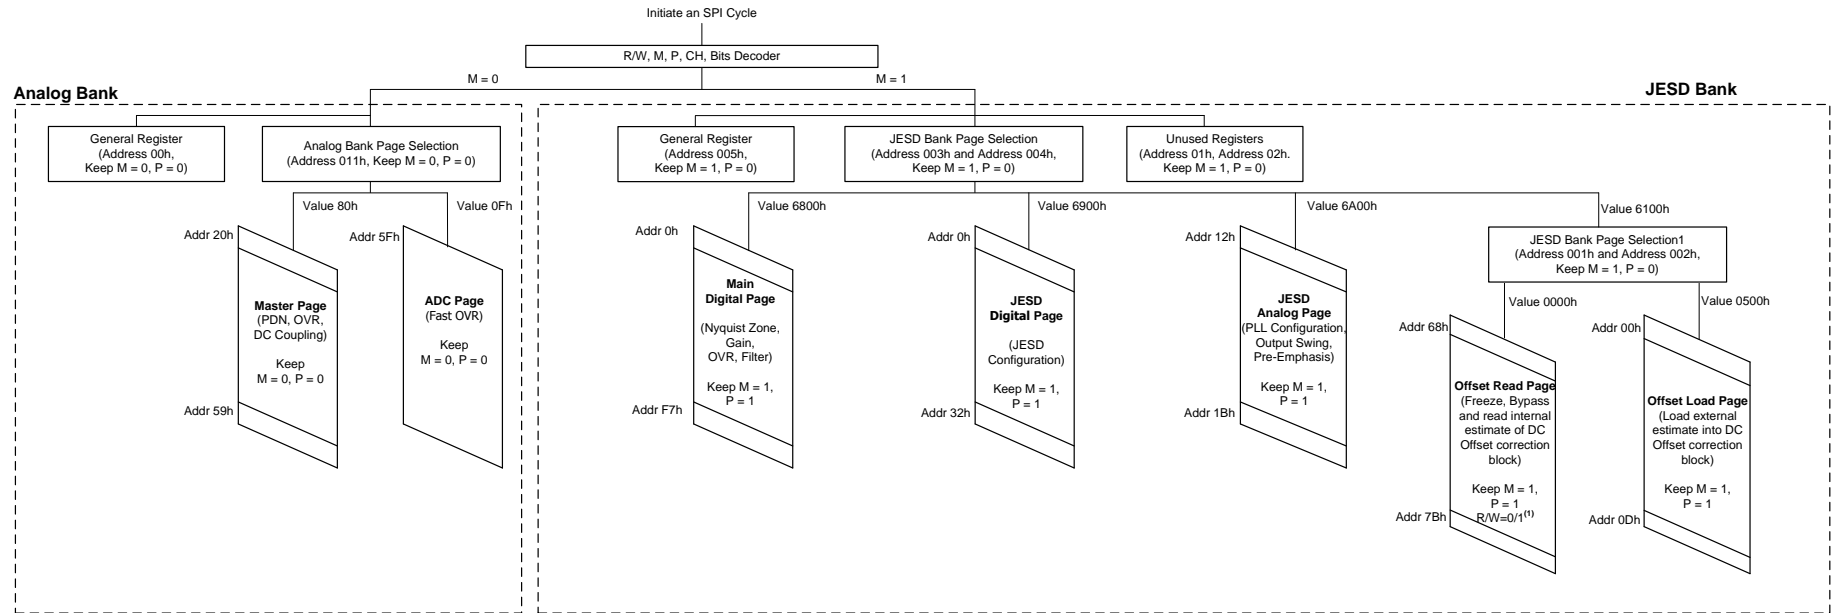 Initiate an SPI Cycle
R/W, M, P, CH, Bits Decoder
M = 0
M = 1
Analog Bank
JESD Bank
General Register
(Address 00h,
Keep M = 0, P = 0)
Analog Bank Page Selection
(Address 011h, Keep M = 0, P = 0)
General Register
(Address 005h,
Keep M = 1, P = 0)
JESD Bank Page Selection
(Address 003h and Address 004h,
Keep M = 1, P = 0)
Unused Registers
(Address 01h, Address 02h.
Keep M = 1, P = 0)
Value 80h
Value 0Fh
Value 6800h
Value 6900h
Value 6A00h
Value 6100h
Addr 20h
Master Page
(PDN, OVR,
DC Coupling)
Keep
M = 0, P = 0
Addr 59h
Addr 5Fh
ADC Page
(Fast OVR)
Keep
M = 0, P = 0
Addr 0h
Main
Digital Page
(Nyquist Zone,
Gain,
OVR, Filter)
Keep M = 1,
P = 1
Addr F7h
Addr 0h
JESD
Digital Page
(JESD
Configuration)
Keep M = 1,
P = 1
Addr 32h
Addr 12h
JESD
Analog Page
(PLL Configuration,
Output Swing,
Pre-Emphasis)
Keep M = 1,
P = 1
Addr 1Bh
JESD Bank Page Selection1
(Address 001h and Address 002h,
Keep M = 1, P = 0)
Value 0000h
Value 0500h
Addr 68h
Offset Read Page
(Freeze, Bypass
and read internal
estimate of DC
Offset correction
block)
Keep M = 1,
P = 1
R/W=0/1(1)
Addr 7Bh
Addr 00h
Offset Load Page
(Load external
estimate into DC
Offset correction
block)
Keep M = 1,
P = 1
Addr 0Dh